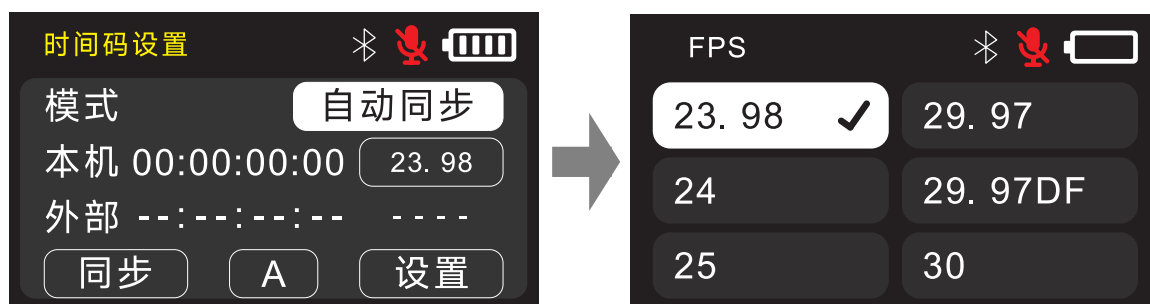 时间码设置
模式 自动同步
本机 00:00:00:00 23.98
外部 --:--:--:-- ----
同步 A 设置
FPS
23.98 29.97
24 29.97DF
25 30